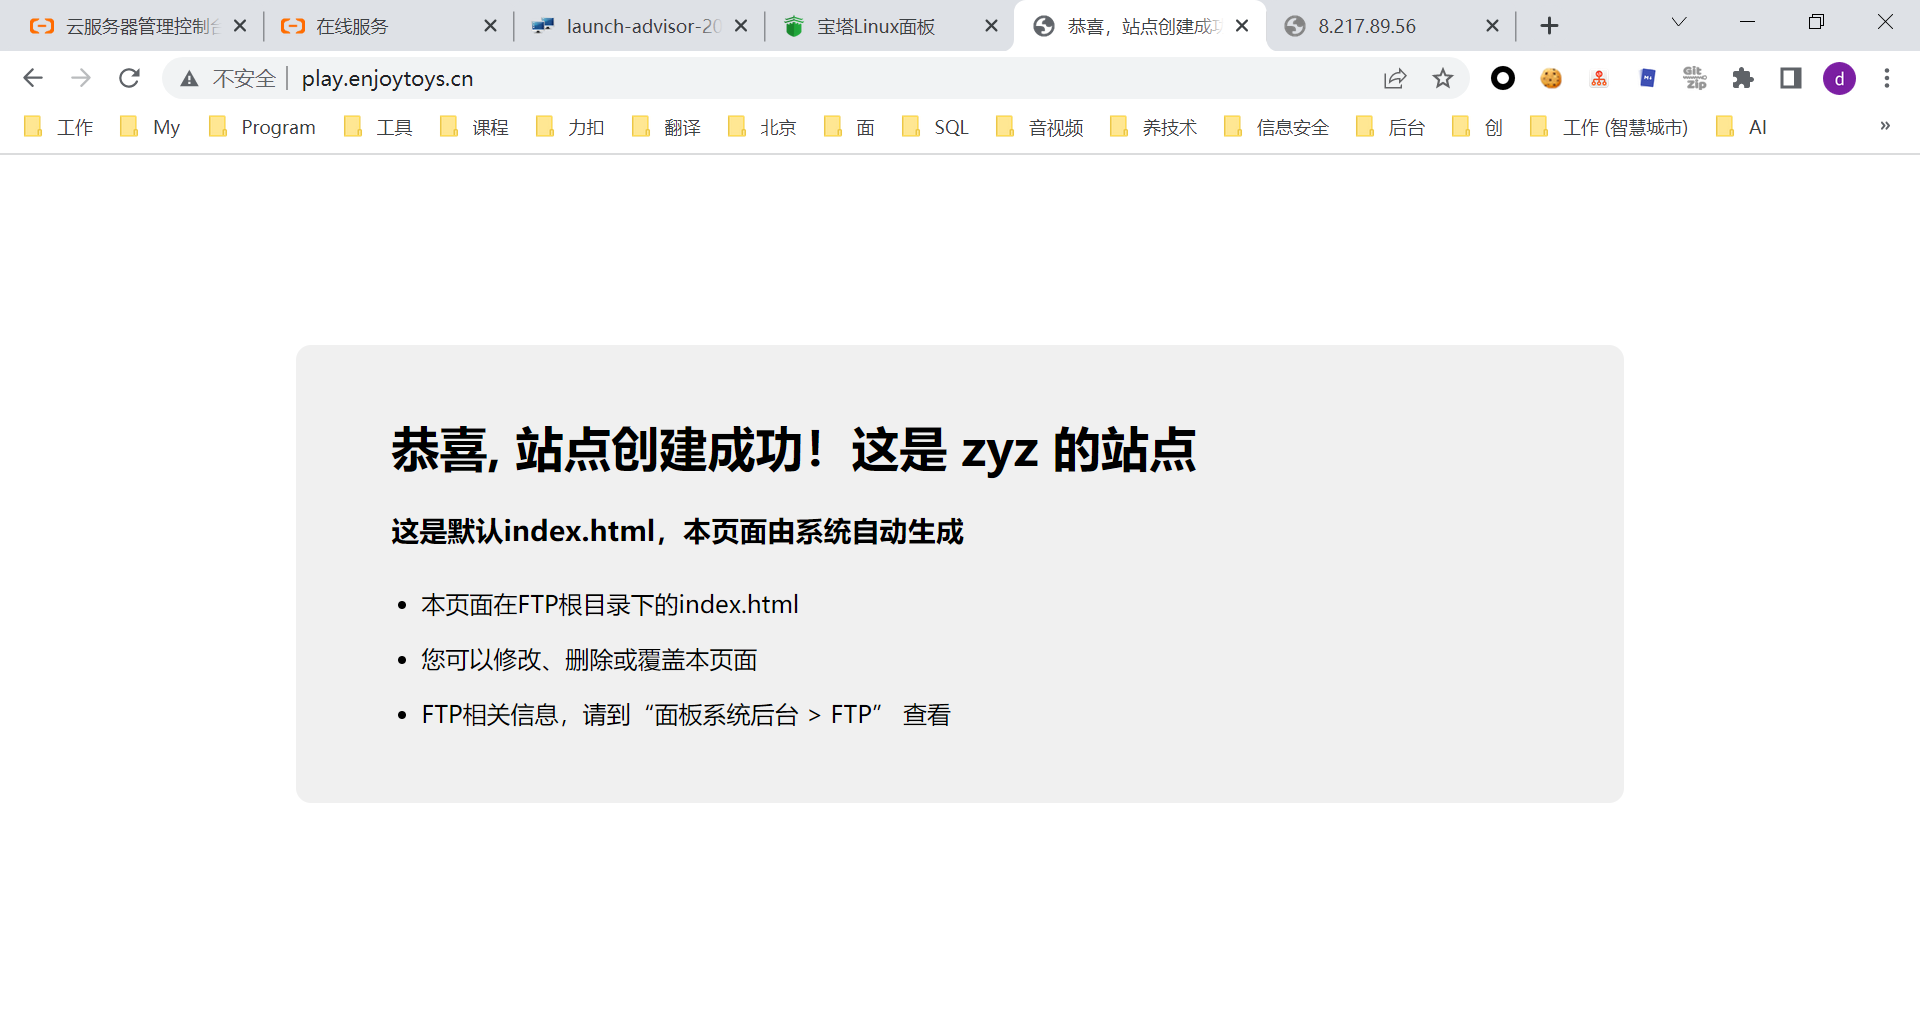 云服务器管理控制台
在线服务
launch-advisor-20
宝塔Linux面板
恭喜，站点创建成功
8.217.89.56
不安全
play.enjoytoys.cn
Git
Zip
d
工作
My
Program
工具
课程
力扣
翻译
北京
面
SQL
音视频
养技术
信息安全
后台
创
工作 (智慧城市)
AI
»
恭喜, 站点创建成功！这是 zyz 的站点
这是默认index.html，本页面由系统自动生成
• 本页面在FTP根目录下的index.html
• 您可以修改、删除或覆盖本页面
• FTP相关信息，请到“面板系统后台 > FTP” 查看